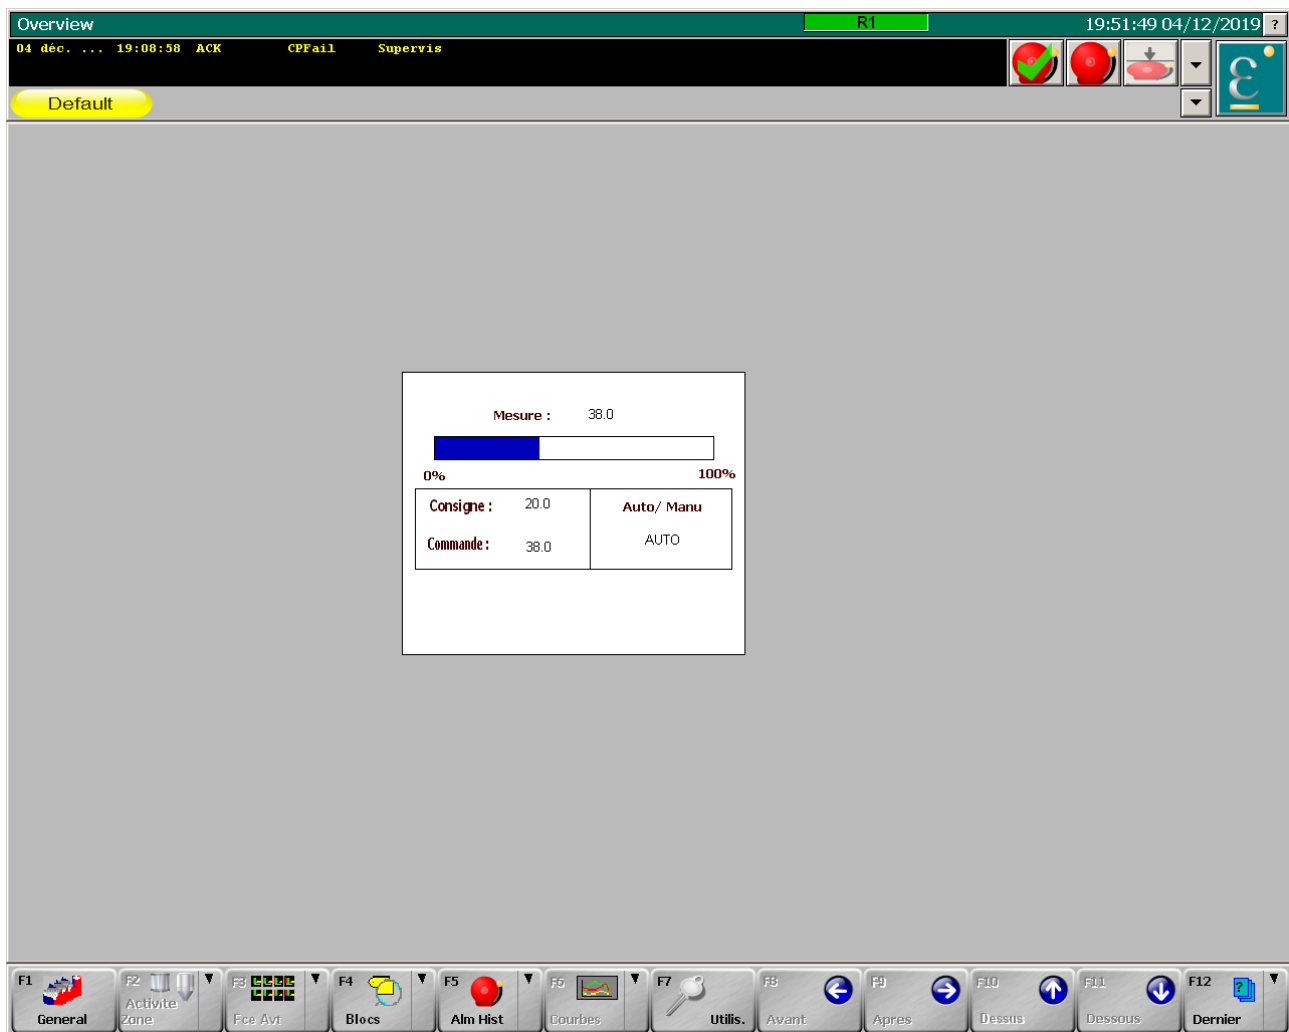 Overview R1 19:51:49 04/12/2019 ?
04 déc. ... 19:08:58 ACK CPFail Supervis
Default
Mesure : 38.0
0% 100%
Consigne : 20.0 Auto/ Manu
Commande : 38.0 AUTO
F1 F2 F3 F4 F5 F6 F7 F8 F9 F10 F11 F12
General Activite Zone Fce Avt Blocs Alm Hist Courbes Utilis. Avant Apres Dessus Dessous Dernier